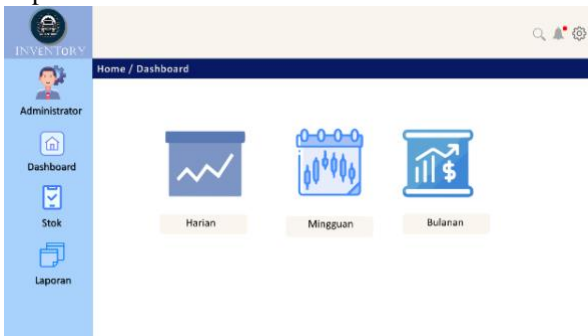 INVENTORY
Home / Dashboard
Administrator
Dashboard
Stok
Laporan
Harian
Mingguan
Bulanan